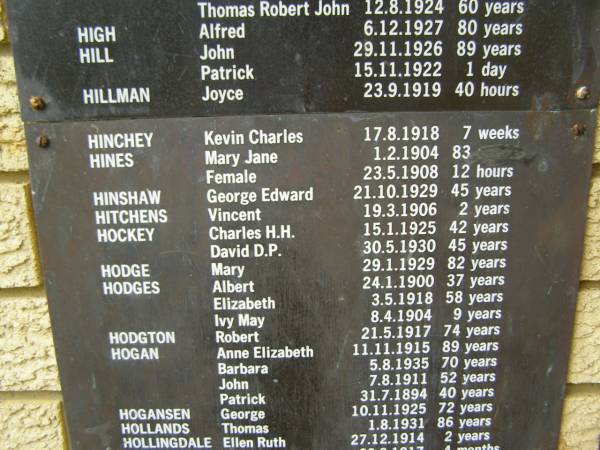 Thomas Robert John 12.8.1924 60 years
HIGH Alfred 6.12.1927 80 years
HILL John 29.11.1926 89 years
Patrick 15.11.1922 1 day
HILLMAN Joyce 23.9.1919 40 hours
HINCHEY Kevin Charles 17.8.1918 7 weeks
HINES Mary Jane 1.2.1904 83
Female 23.5.1908 12 hours
HINSHAW George Edward 21.10.1929 45 years
HITCHENS Vincent 19.3.1906 2 years
HOCKEY Charles H.H. 15.1.1925 42 years
David D.P. 30.5.1930 45 years
HODGE Mary 29.1.1929 82 years
HODGES Albert 24.1.1900 37 years
Elizabeth 3.5.1918 58 years
Ivy May 8.4.1904 9 years
HODGTON Robert 21.5.1917 74 years
HOGAN Anne Elizabeth 11.11.1915 89 years
Barbara 5.8.1935 70 years
John 7.8.1911 52 years
Patrick 31.7.1894 40 years
HOGANSEN George 10.11.1925 72 years
HOLLANDS Thomas 1.8.1931 86 years
HOLLINGDALE Ellen Ruth 27.12.1914 2 years
months